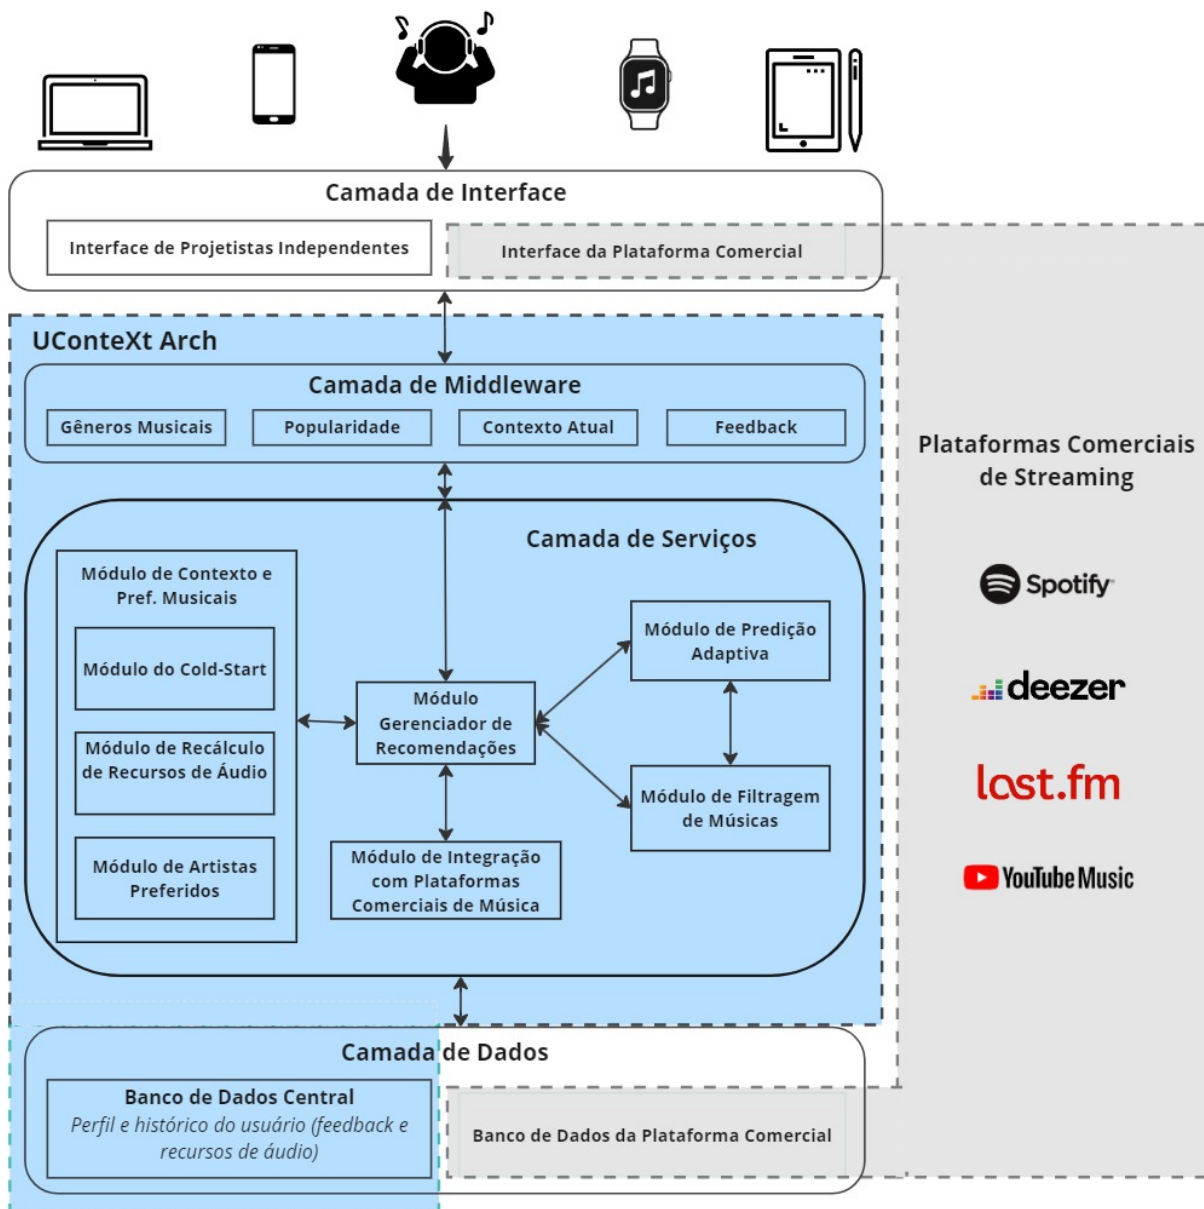 Camada de Interface
Interface de Projetistas Independentes
Interface da Plataforma Comercial
UConteXt Arch
Camada de Middleware
Gêneros Musicais
Popularidade
Contexto Atual
Feedback
Plataformas Comerciais
de Streaming
Camada de Serviços
Módulo de Contexto e
Pref. Musicais
Módulo do Cold-Start
Módulo de Recálculo
de Recursos de Áudio
Módulo de Artistas
Preferidos
Módulo
Gerenciador de
Recomendações
Módulo de Integração
com Plataformas
Comerciais de Música
Módulo de Predição
Adaptiva
Módulo de Filtragem
de Músicas
Spotify
deezer
last.fm
YouTube Music
Camada de Dados
Banco de Dados Central
Perfil e histórico do usuário (feedback e
recursos de áudio)
Banco de Dados da Plataforma Comercial